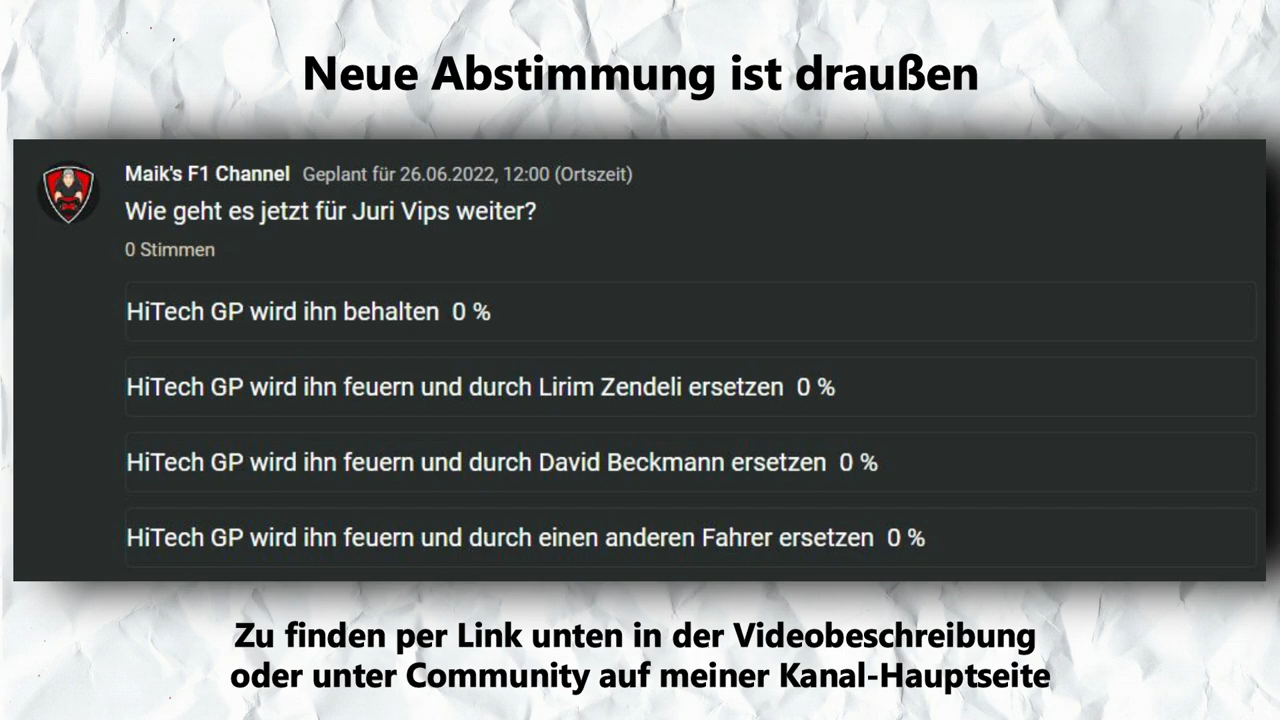 Neue Abstimmung ist draußen
Maik's F1 Channel Geplant für 26.06.2022, 12:00 (Ortszeit)
Wie geht es jetzt für Juri Vips weiter?
0 Stimmen
HiTech GP wird ihn behalten 0 %
HiTech GP wird ihn feuern und durch Lirim Zendeli ersetzen 0 %
HiTech GP wird ihn feuern und durch David Beckmann ersetzen 0 %
HiTech GP wird ihn feuern und durch einen anderen Fahrer ersetzen 0 %
Zu finden per Link unten in der Videobeschreibung
oder unter Community auf meiner Kanal-Hauptseite